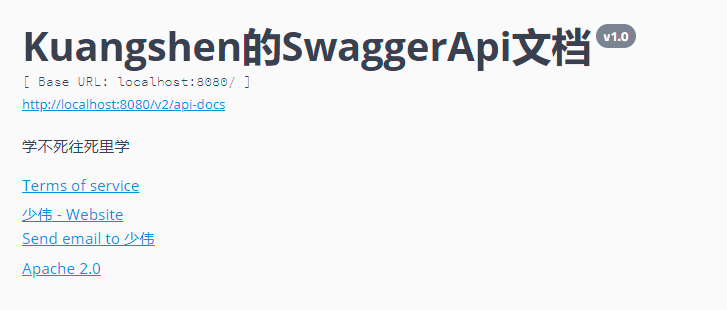 Kuangshen的SwaggerApi文档 v1.0
[ Base URL: localhost:8080/ ]
http://localhost:8080/v2/api-docs
学不死往死里学
Terms of service
少伟 - Website
Send email to 少伟
Apache 2.0